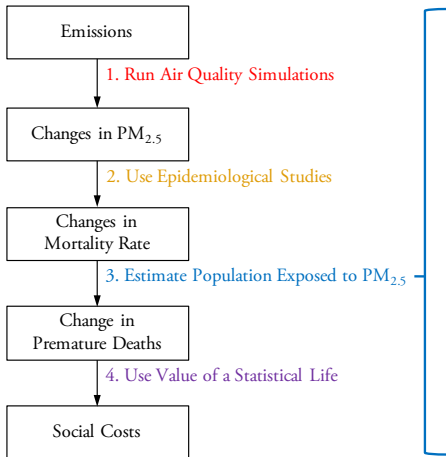 Emissions
1. Run Air Quality Simulations
Changes in PM₂.₅
2. Use Epidemiological Studies
Changes in
Mortality Rate
3. Estimate Population Exposed to PM₂.₅
Change in
Premature Deaths
4. Use Value of a Statistical Life
Social Costs